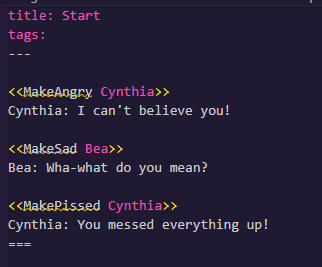 title: Start
tags:
---
<<MakeAngry Cynthia>>
Cynthia: I can't believe you!
<<MakeSad Bea>>
Bea: Wha-what do you mean?
<<MakePissed Cynthia>>
Cynthia: You messed everything up!
===